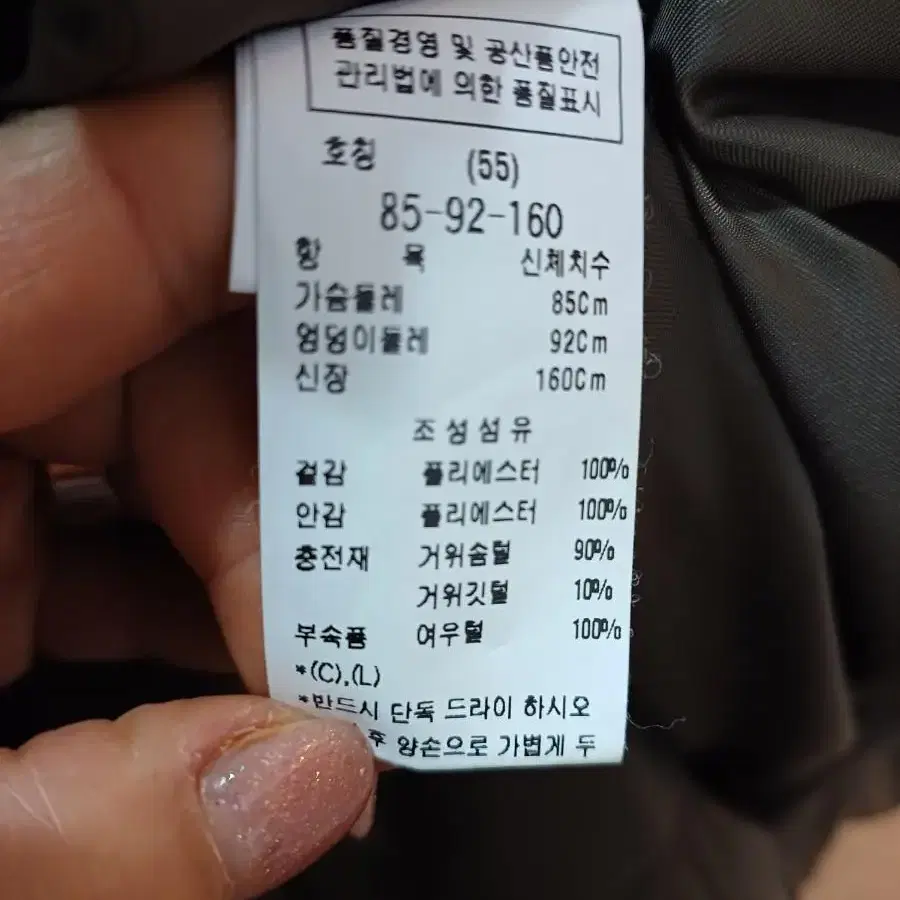 품질경영 및 공산품안전
관리법에 의한 품질표시
호칭 (55)
85-92-160
항 목 신체치수
가슴둘레 85Cm
엉덩이둘레 92Cm
신장 160Cm
조성섬유
겉감 폴리에스터 100%
안감 폴리에스터 100%
충전재 거위솜털 90%
거위깃털 10%
부속품 여우털 100%
*(C),(L)
*반드시 단독 드라이 하시오
후 양손으로 가볍게 두